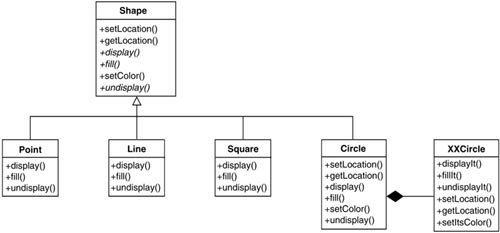 Shape
+setLocation()
+getLocation()
+display()
+fill()
+setColor()
+undisplay()
Point
+display()
+fill()
+undisplay()
Line
+display()
+fill()
+undisplay()
Square
+display()
+fill()
+undisplay()
Circle
+setLocation()
+getLocation()
+display()
+fill()
+setColor()
+undisplay()
XXCircle
+displayIt()
+fillIt()
+undisplayIt()
+setLocation()
+getLocation()
+setItsColor()